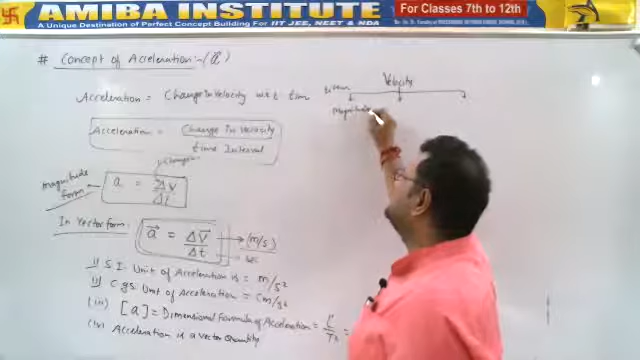 AMIBA INSTITUTE
For Classes 7th to 12th
A Unique Destination of Perfect Concept Building For IIT JEE, NEET & NDA
# Concept of Acceleration :- (a⃗)
Acceleration = Change In Velocity w.r.t time
Velocity
Magnitude
Acceleration = Change In Velocity / time Interval
change
Magnitude form
a = Δv / Δt
In Vector form
a⃗ = Δv⃗ / Δt → (m/s) / sec
i) S.I. Unit of Acceleration is = m/s²
ii) C.g.s. Unit of Acceleration = cm/s²
(iii) [a] = Dimensional Formula of Acceleration = L / T² =
(iv) Acceleration is a Vector Quantity